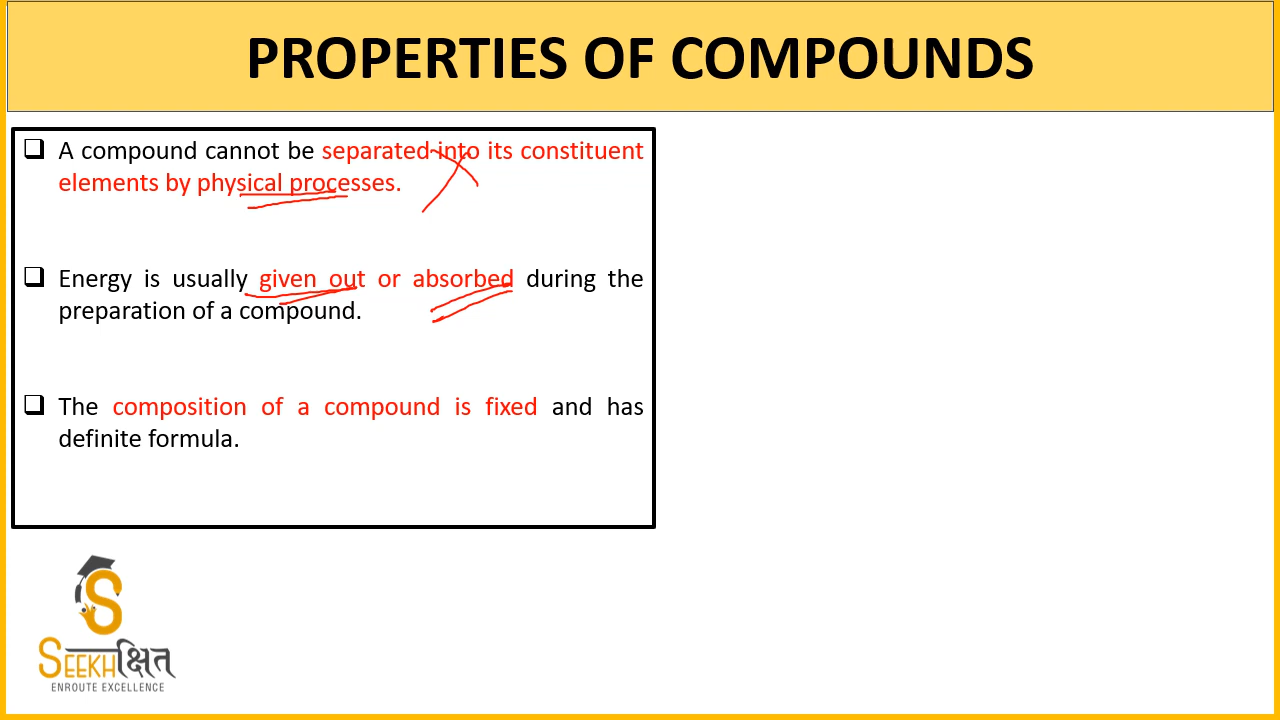 PROPERTIES OF COMPOUNDS
A compound cannot be separated into its constituent
elements by physical processes.
Energy is usually given out or absorbed during the
preparation of a compound.
The composition of a compound is fixed and has
definite formula.
S
SEEKHक्षित
ENROUTE EXCELLENCE